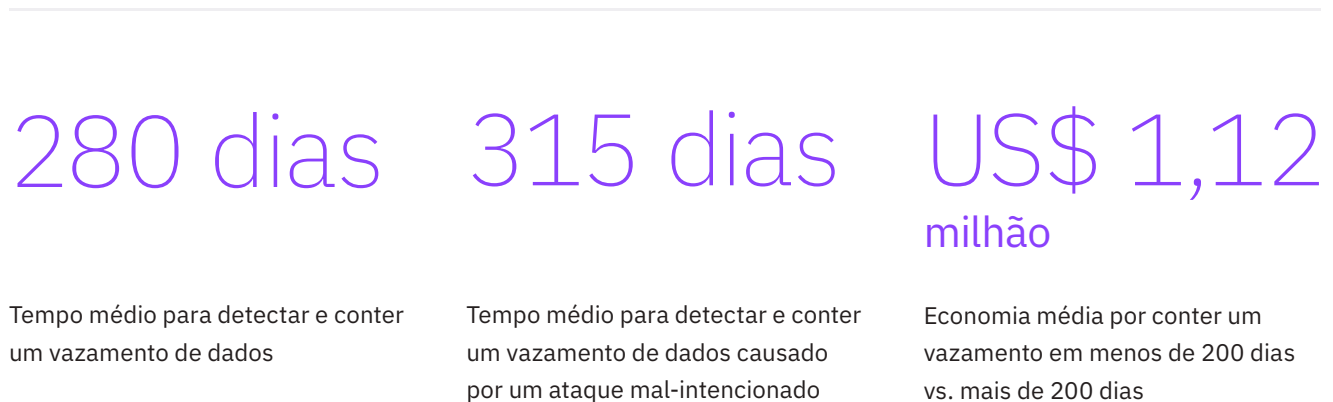 280 dias
Tempo médio para detectar e conter
um vazamento de dados
315 dias
Tempo médio para detectar e conter
um vazamento de dados causado
por um ataque mal-intencionado
US$ 1,12
milhão
Economia média por conter um
vazamento em menos de 200 dias
vs. mais de 200 dias